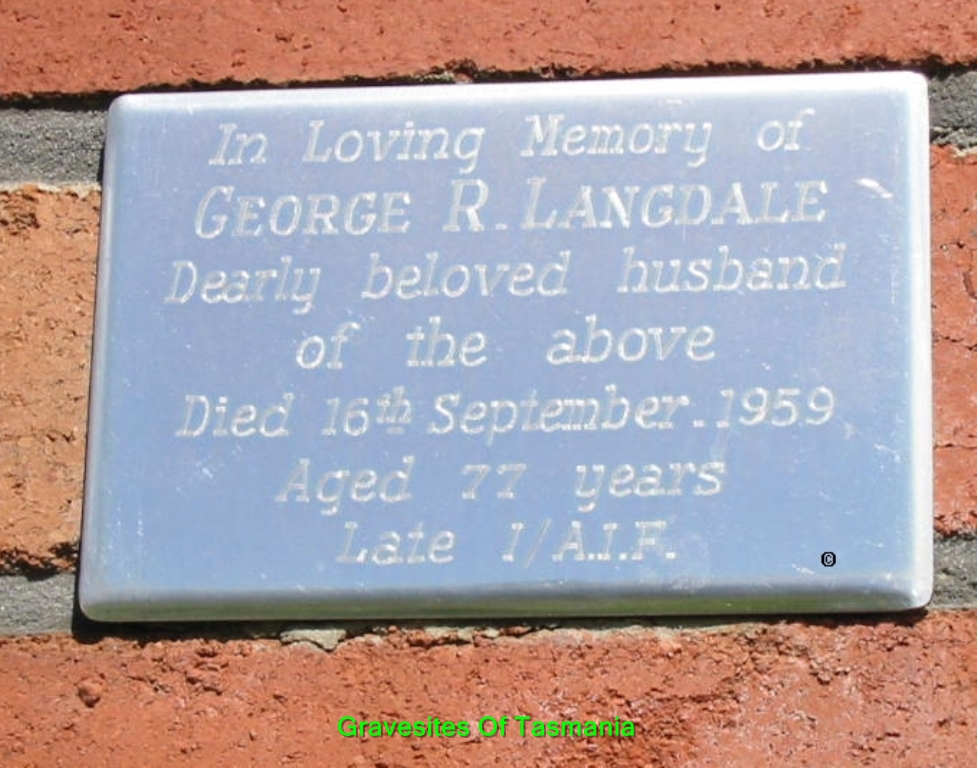 In Loving Memory of
GEORGE R. LANGDALE
Dearly beloved husband
of the above
Died 16th September. 1959
Aged 77 years
Late 1/A.I.F.
©
Gravesites Of Tasmania